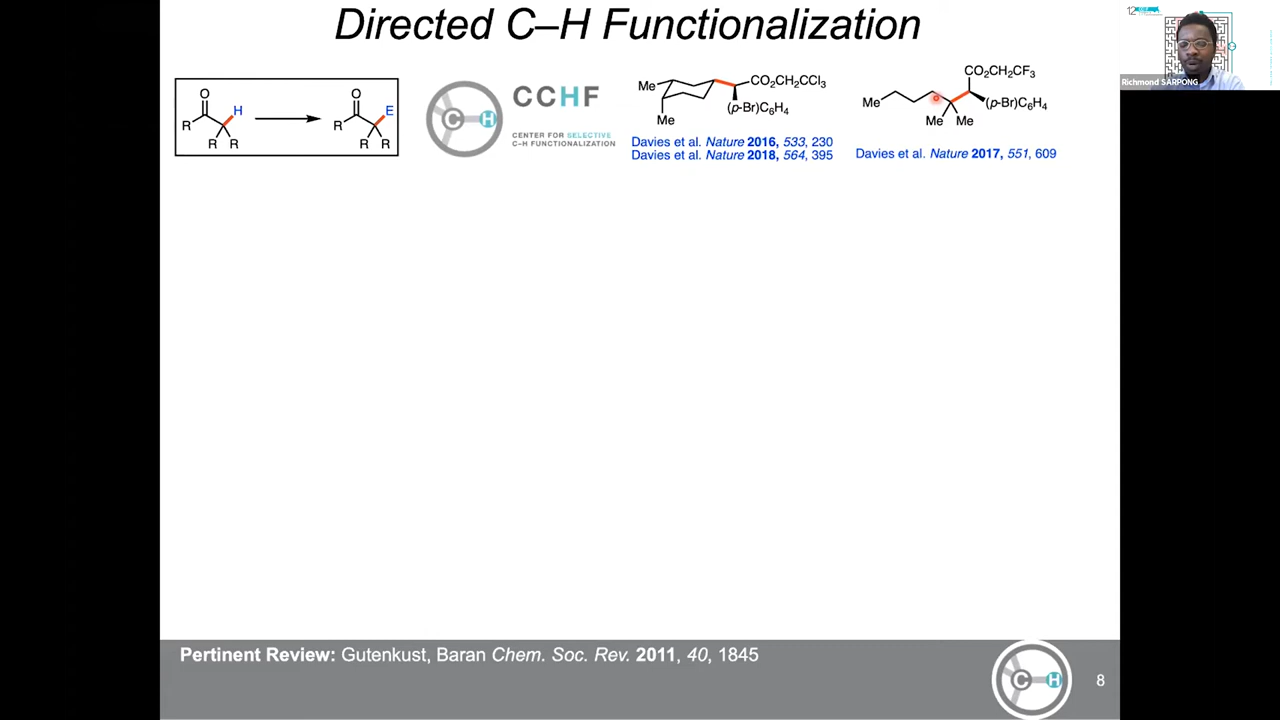 Directed C–H Functionalization
O
R
H
R R
O
R
E
R R
C H
CCHF
CENTER FOR SELECTIVE
C–H FUNCTIONALIZATION
Me
Me
CO2CH2CCl3
(p-Br)C6H4
Davies et al. Nature 2016, 533, 230
Davies et al. Nature 2018, 564, 395
CO2CH2CF3
Me
(p-Br)C6H4
Me Me
Davies et al. Nature 2017, 551, 609
Richmond SARPONG
Pertinent Review: Gutenkust, Baran Chem. Soc. Rev. 2011, 40, 1845
C H
8